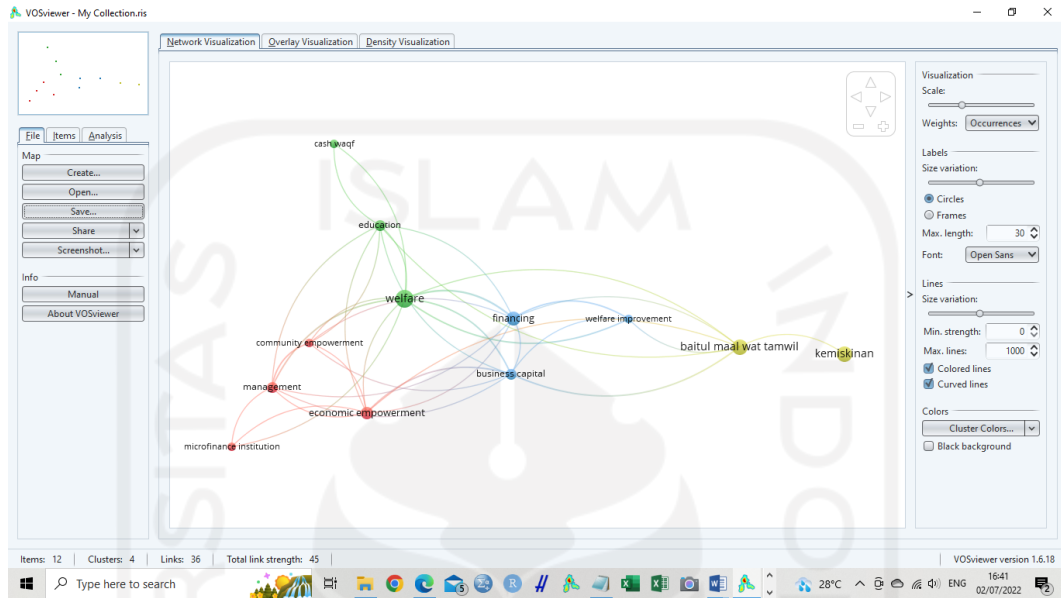 VOSviewer - My Collection.ris
Network Visualization Overlay Visualization Density Visualization
File Items Analysis
Map
Create...
Open...
Save...
Share
Screenshot...
Info
Manual
About VOSviewer
cash waqf
education
welfare
financing
welfare improvement
community empowerment
baitul maal wat tamwil
kemiskinan
business capital
management
economic empowerment
microfinance institution
ISLAM
SITAS
INDO
Visualization
Scale:
Weights: Occurrences
Labels
Size variation:
Circles
Frames
Max. length: 30
Font: Open Sans
Lines
Size variation:
Min. strength: 0
Max. lines: 1000
Colored lines
Curved lines
Colors
Cluster Colors...
Black background
Items: 12 Clusters: 4 Links: 36 Total link strength: 45
VOSviewer version 1.6.18
Type here to search
5
28°C
ENG
16:41
02/07/2022
2